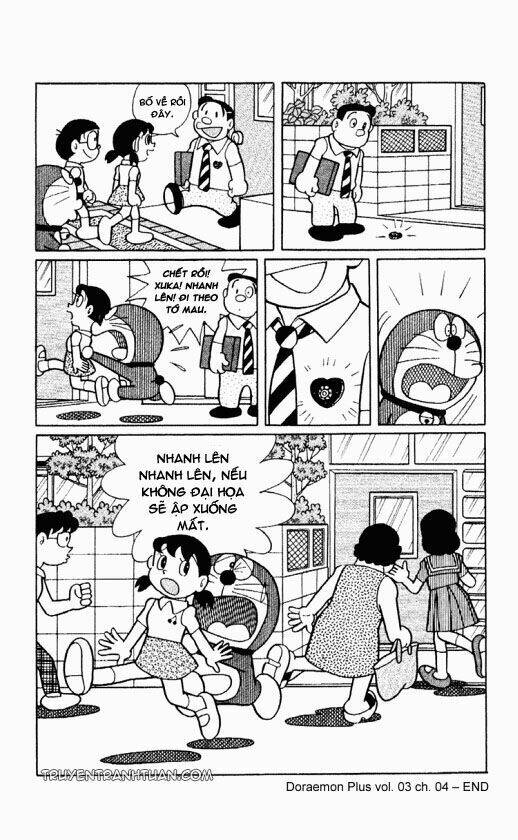 BỐ VỀ RỒI
ĐÂY.
CHẾT RỒI!
XUKA! NHANH
LÊN! ĐI THEO
TỚ MAU.
NHANH LÊN
NHANH LÊN, NẾU
KHÔNG ĐẠI HỌA
SẼ ẬP XUỐNG
MẤT.
TRUYENTRANHTUAN.COM
Doraemon Plus vol. 03 ch. 04 – END